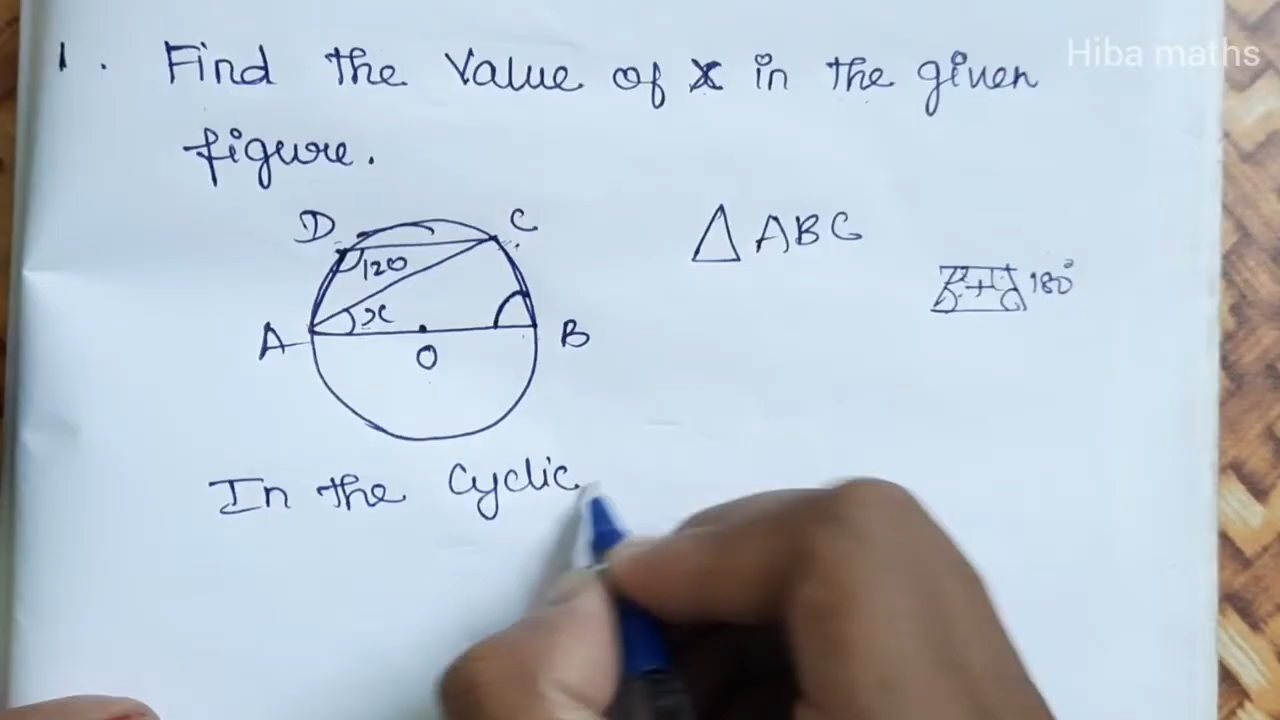 Hiba maths
1. Find the Value of x in the given
figure.
D
C
120
x
A
B
O
△ ABC
180°
In the Cyclic